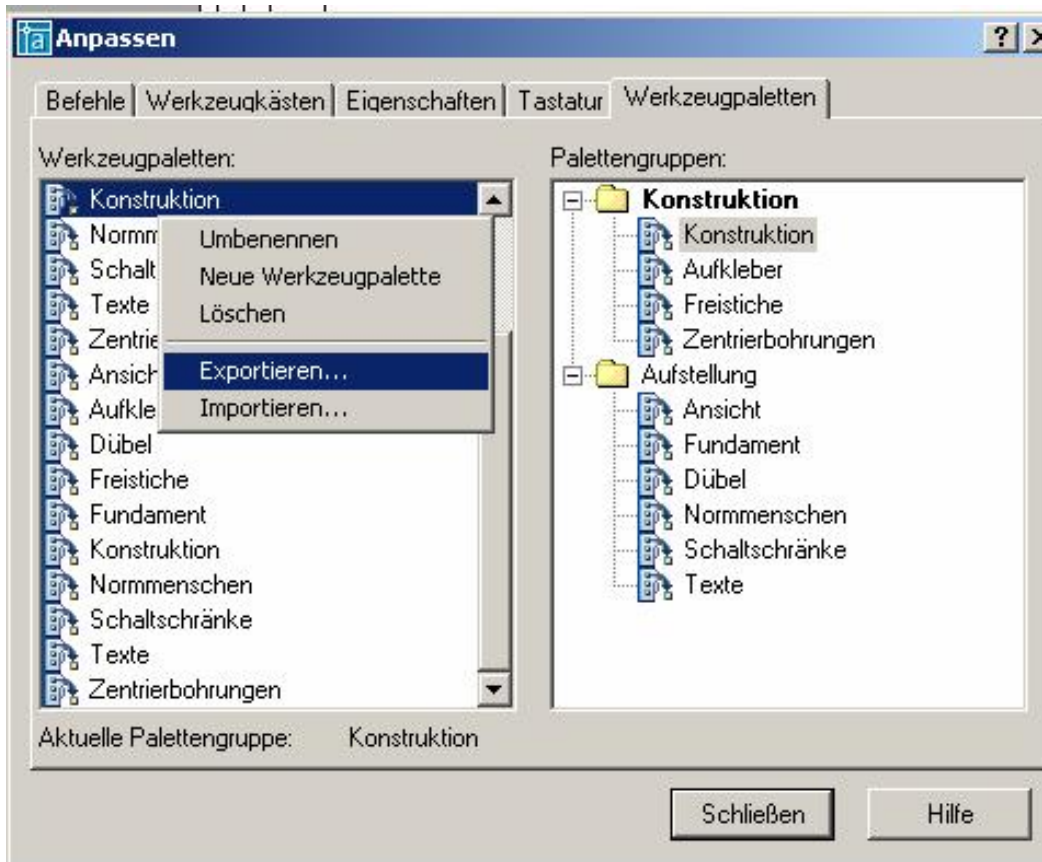 Anpassen
Befehle Werkzeugkästen Eigenschaften Tastatur Werkzeugpaletten
Werkzeugpaletten:
Konstruktion
Normm
Schalt
Texte
Zentrie
Ansich
Aufkle
Dübel
Freistiche
Fundament
Konstruktion
Normmenschen
Schaltschränke
Texte
Zentrierbohrungen
Umbenennen
Neue Werkzeugpalette
Löschen
Exportieren...
Importieren...
Aktuelle Palettengruppe: Konstruktion
Palettengruppen:
Konstruktion
Konstruktion
Aufkleber
Freistiche
Zentrierbohrungen
Aufstellung
Ansicht
Fundament
Dübel
Normmenschen
Schaltschränke
Texte
Schließen Hilfe